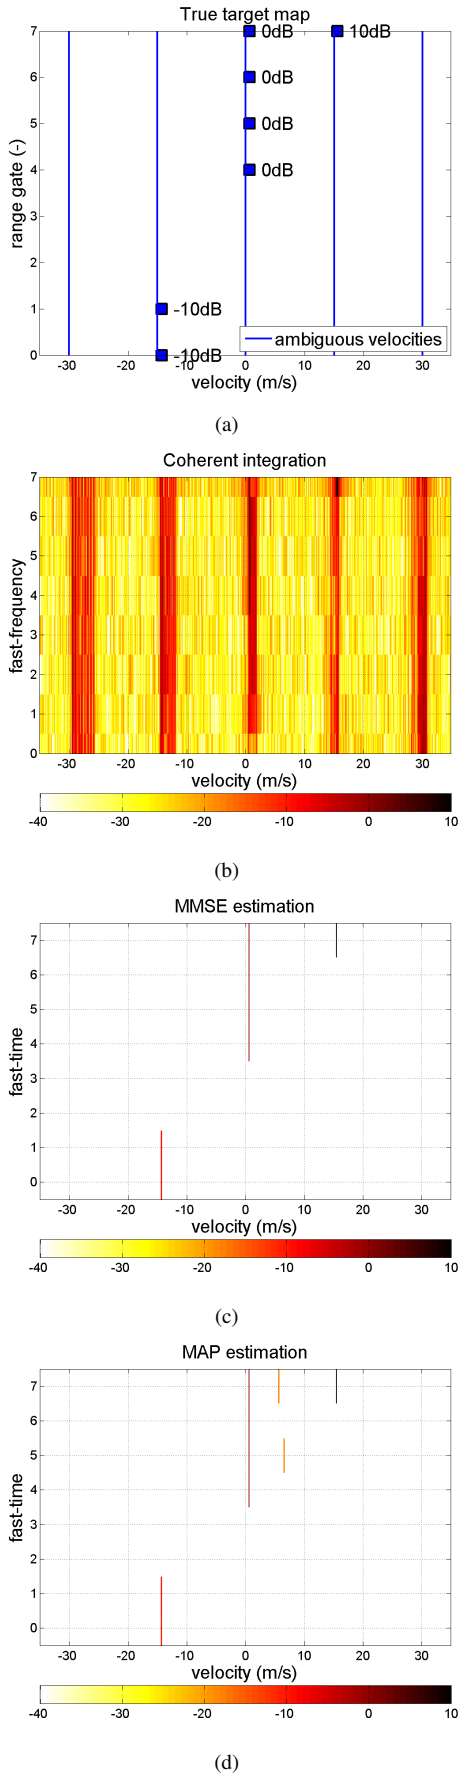 True target map
7 0dB 10dB
6 0dB
5 0dB
4 0dB
3
2
1 -10dB
0 -10dB
range gate (-)
ambiguous velocities
-30 -20 -10 0 10 20 30
velocity (m/s)
(a)
Coherent integration
7
6
5
4
3
2
1
0
fast-frequency
-30 -20 -10 0 10 20 30
velocity (m/s)
-40 -30 -20 -10 0 10
(b)
MMSE estimation
7
6
5
4
3
2
1
0
fast-time
-30 -20 -10 0 10 20 30
velocity (m/s)
-40 -30 -20 -10 0 10
(c)
MAP estimation
7
6
5
4
3
2
1
0
fast-time
-30 -20 -10 0 10 20 30
velocity (m/s)
-40 -30 -20 -10 0 10
(d)